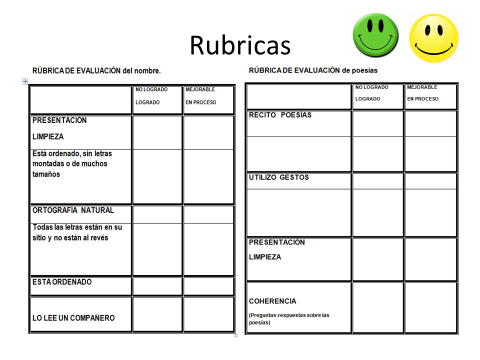 Rubricas
RÚBRICA DE EVALUACIÓN del nombre.
NO LOGRADO
LOGRADO
MEJORABLE
EN PROCESO
PRESENTACIÓN
LIMPIEZA
Está ordenado, sin letras
montadas o de muchos
tamaños
ORTOGRAFÍA NATURAL
Todas las letras están en su
sitio y no están al revés
ESTA ORDENADO
LO LEE UN COMPAÑERO
RÚBRICA DE EVALUACIÓN de poesías
NO LOGRADO
LOGRADO
MEJORABLE
EN PROCESO
RECITO POESÍAS
UTILIZO GESTOS
PRESENTACIÓN
LIMPIEZA
COHERENCIA
(Preguntas-respuestas sobre las
poesías)